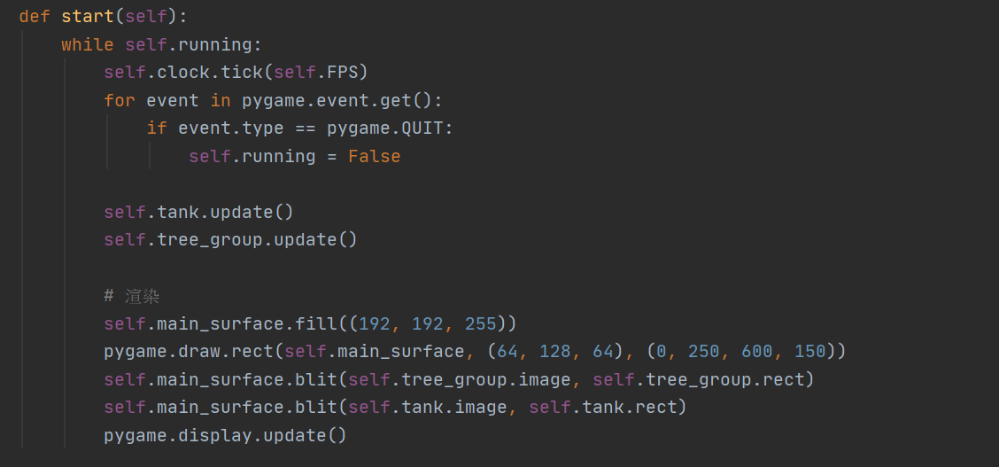 def start(self):
while self.running:
self.clock.tick(self.FPS)
for event in pygame.event.get():
if event.type == pygame.QUIT:
self.running = False
self.tank.update()
self.tree_group.update()
# 渲染
self.main_surface.fill((192, 192, 255))
pygame.draw.rect(self.main_surface, (64, 128, 64), (0, 250, 600, 150))
self.main_surface.blit(self.tree_group.image, self.tree_group.rect)
self.main_surface.blit(self.tank.image, self.tank.rect)
pygame.display.update()